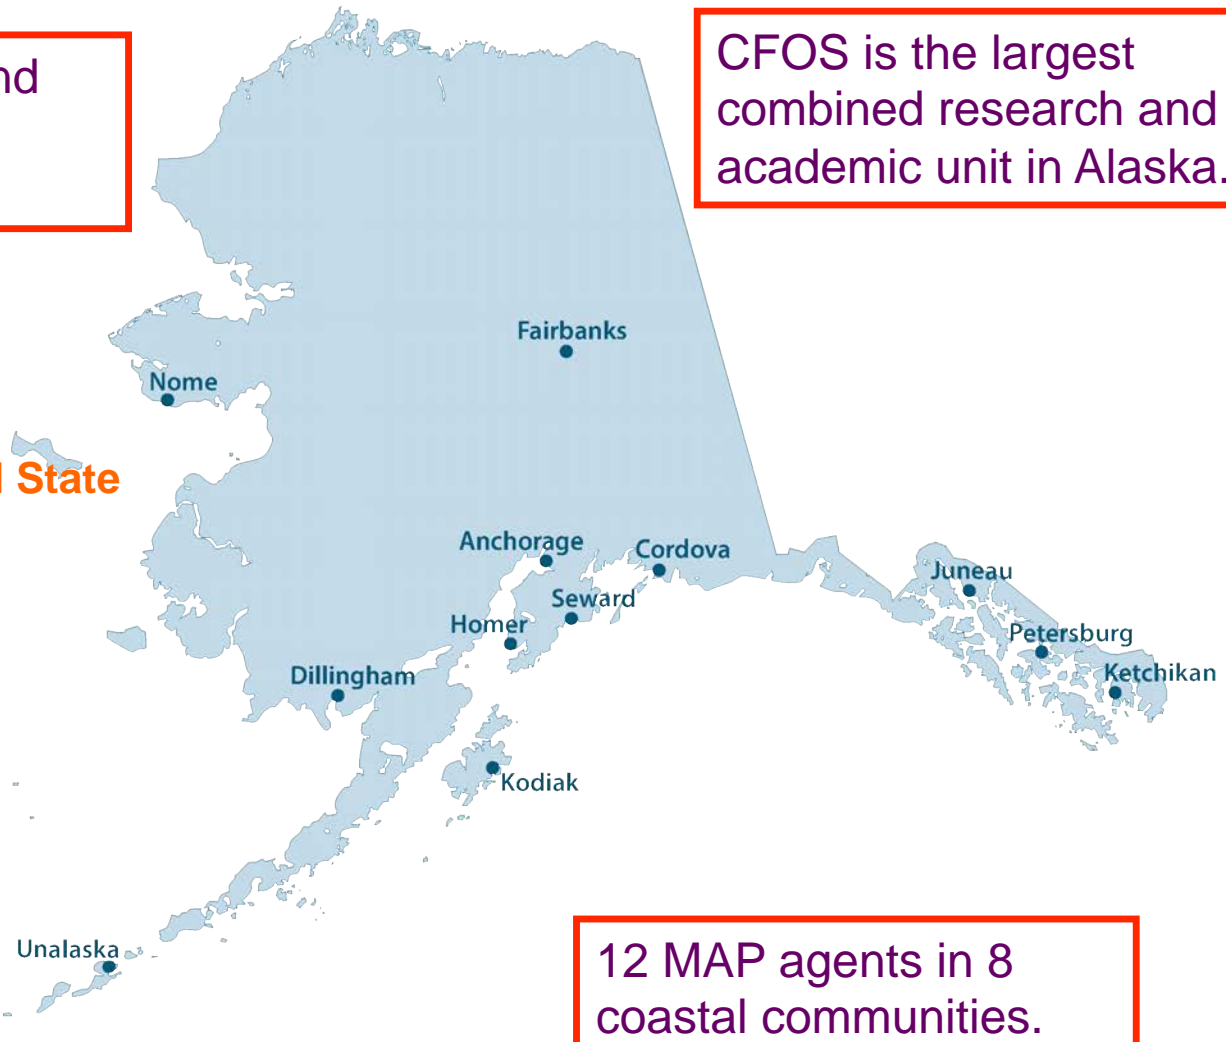 nd
CFOS is the largest
combined research and
academic unit in Alaska.
Fairbanks
Nome
State
Anchorage
Cordova
Juneau
Seward
Homer
Petersburg
Dillingham
Ketchikan
Kodiak
Unalaska
12 MAP agents in 8
coastal communities.